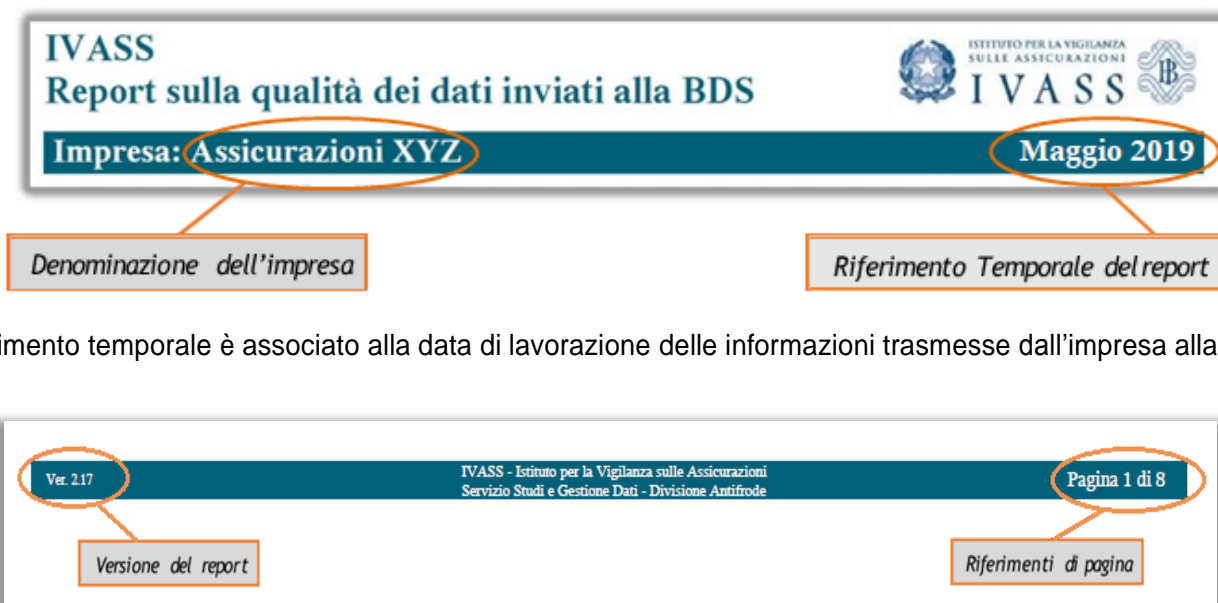 IVASS
Report sulla qualità dei dati inviati alla BDS
ISTITUTO PER LA VIGILANZA
SULLE ASSICURAZIONI
IVASS
Impresa: Assicurazioni XYZ
Maggio 2019
Denominazione dell'impresa
Riferimento Temporale del report
imento temporale è associato alla data di lavorazione delle informazioni trasmesse dall'impresa alla
Ver. 2.17
IVASS - Istituto per la Vigilanza sulle Assicurazioni
Servizio Studi e Gestione Dati - Divisione Antifrode
Pagina 1 di 8
Versione del report
Riferimenti di pagina